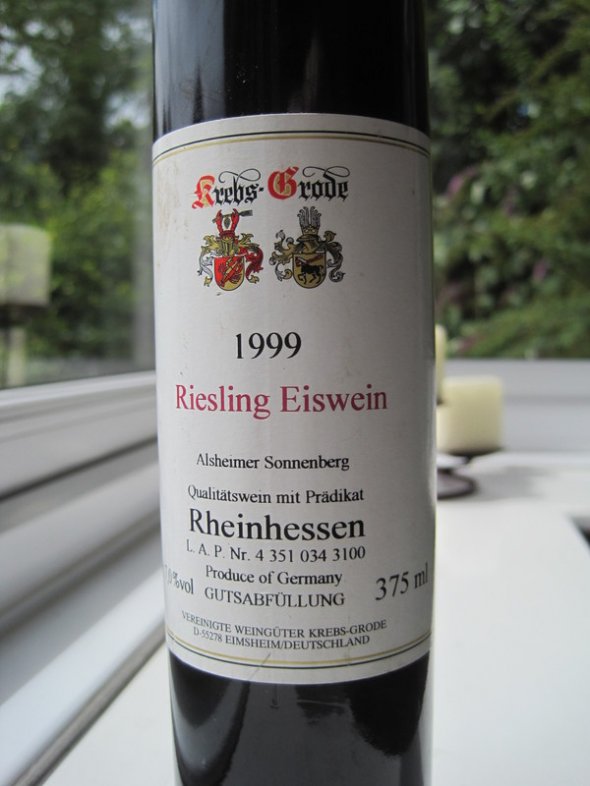 Krebs-Grode
1999
Riesling Eiswein
Alsheimer Sonnenberg
Qualitätswein mit Prädikat
Rheinhessen
L. A. P. Nr. 4 351 034 3100
Produce of Germany
375 ml
GUTSABFÜLLUNG
VEREINIGTE WEINGÜTER KREBS-GRODE
D-55278 EIMSHEIM/DEUTSCHLAND